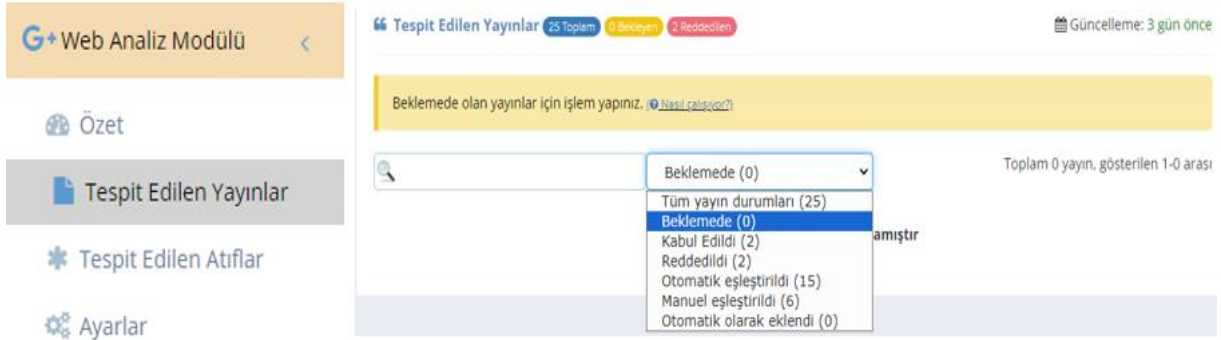 G+ Web Analiz Modülü
Özet
Tespit Edilen Yayınlar
Tespit Edilen Atıflar
Ayarlar
Tespit Edilen Yayınlar 25 Toplam 0 Bekleyen 2 Reddedilen
Güncelleme: 3 gün önce
Beklemede olan yayınlar için işlem yapınız. (Nasıl çalışıyor?)
Beklemede (0)
Toplam 0 yayın, gösterilen 1-0 arası
Tüm yayın durumları (25)
Beklemede (0)
Kabul Edildi (2)
amıştır
Reddedildi (2)
Otomatik eşleştirildi (15)
Manuel eşleştirildi (6)
Otomatik olarak eklendi (0)